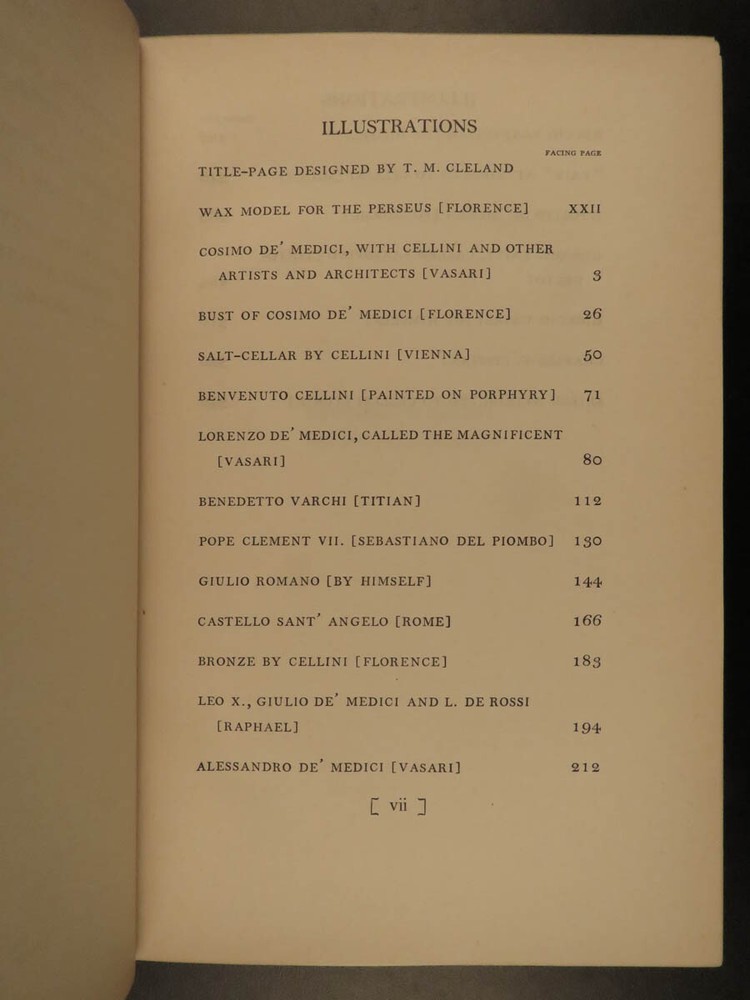 ILLUSTRATIONS
FACING PAGE
TITLE-PAGE DESIGNED BY T. M. CLELAND
WAX MODEL FOR THE PERSEUS [FLORENCE] XXII
COSIMO DE' MEDICI, WITH CELLINI AND OTHER
ARTISTS AND ARCHITECTS [VASARI] 3
BUST OF COSIMO DE' MEDICI [FLORENCE] 26
SALT-CELLAR BY CELLINI [VIENNA] 50
BENVENUTO CELLINI [PAINTED ON PORPHYRY] 71
LORENZO DE' MEDICI, CALLED THE MAGNIFICENT
[VASARI] 80
BENEDETTO VARCHI [TITIAN] 112
POPE CLEMENT VII. [SEBASTIANO DEL PIOMBO] 130
GIULIO ROMANO [BY HIMSELF] 144
CASTELLO SANT' ANGELO [ROME] 166
BRONZE BY CELLINI [FLORENCE] 183
LEO X., GIULIO DE' MEDICI AND L. DE ROSSI
[RAPHAEL] 194
ALESSANDRO DE' MEDICI [VASARI] 212
[ vii ]